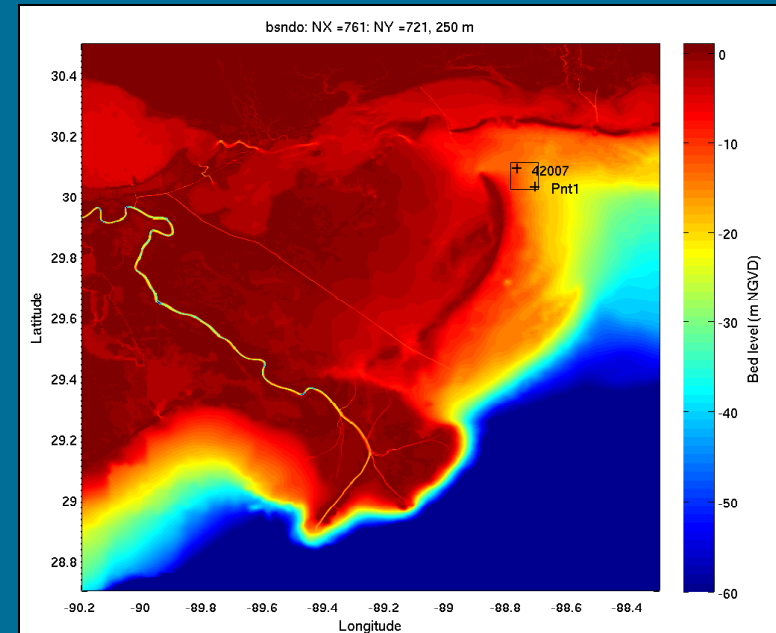 bsndo: NX =761: NY =721, 250 m
30.4
30.2
30
29.8
29.6
29.4
29.2
29
28.8
Latitude
42007
Pnt1
-90.2 -90 -89.8 -89.6 -89.4 -89.2 -89 -88.8 -88.6 -88.4
Longitude
0
-10
-20
-30
-40
-50
-60
Bed level (m NGVD)